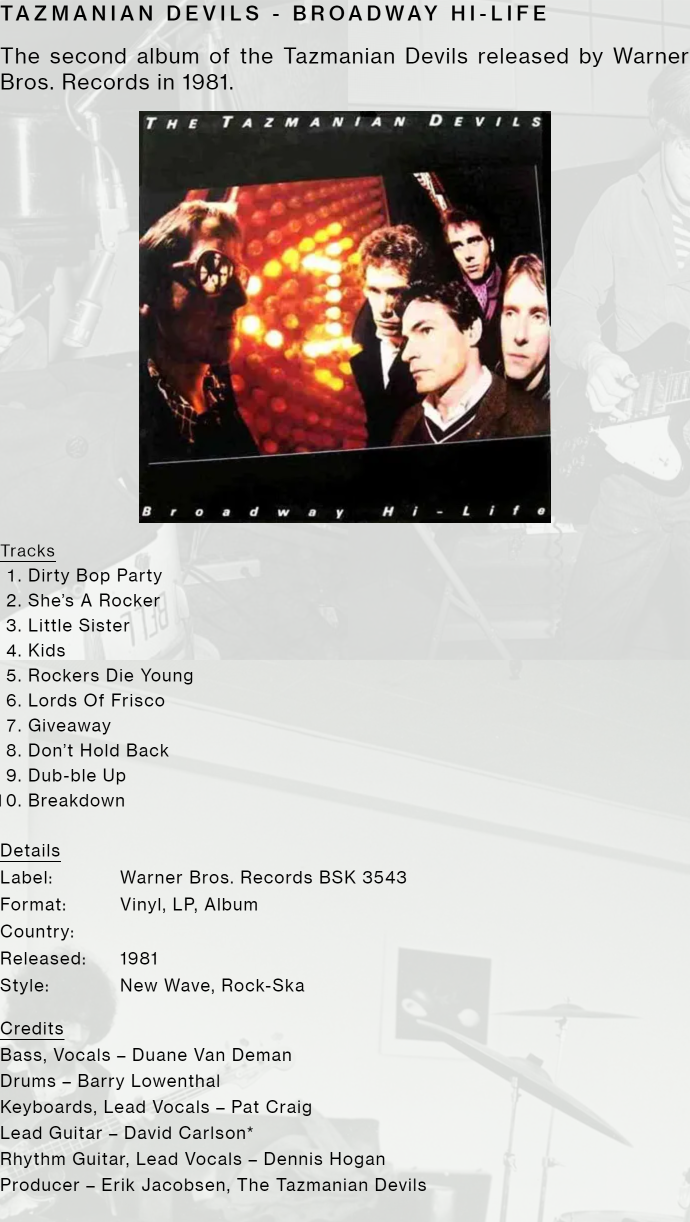 TAZMANIAN DEVILS - BROADWAY HI-LIFE
The second album of the Tazmanian Devils released by Warner
Bros. Records in 1981.
THE TAZMANIAN DEVILS
Broadway Hi-Life
Tracks
1. Dirty Bop Party
2. She’s A Rocker
3. Little Sister
4. Kids
5. Rockers Die Young
6. Lords Of Frisco
7. Giveaway
8. Don’t Hold Back
9. Dub-ble Up
10. Breakdown
Details
Label: Warner Bros. Records BSK 3543
Format: Vinyl, LP, Album
Country:
Released: 1981
Style: New Wave, Rock-Ska
Credits
Bass, Vocals – Duane Van Deman
Drums – Barry Lowenthal
Keyboards, Lead Vocals – Pat Craig
Lead Guitar – David Carlson*
Rhythm Guitar, Lead Vocals – Dennis Hogan
Producer – Erik Jacobsen, The Tazmanian Devils